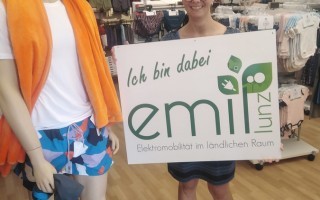 Ich bin dabei
emil
lunz
Elektromobilität im ländlichen Raum